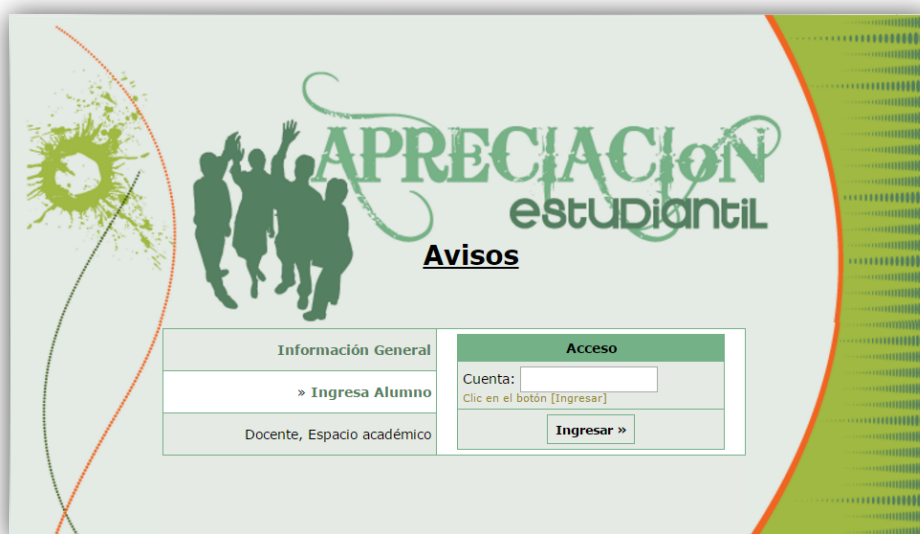 APRECIACIoN
estuDiantiL
Avisos
Información General
» Ingresa Alumno
Docente, Espacio académico
Acceso
Cuenta:
Clic en el botón [Ingresar]
Ingresar »